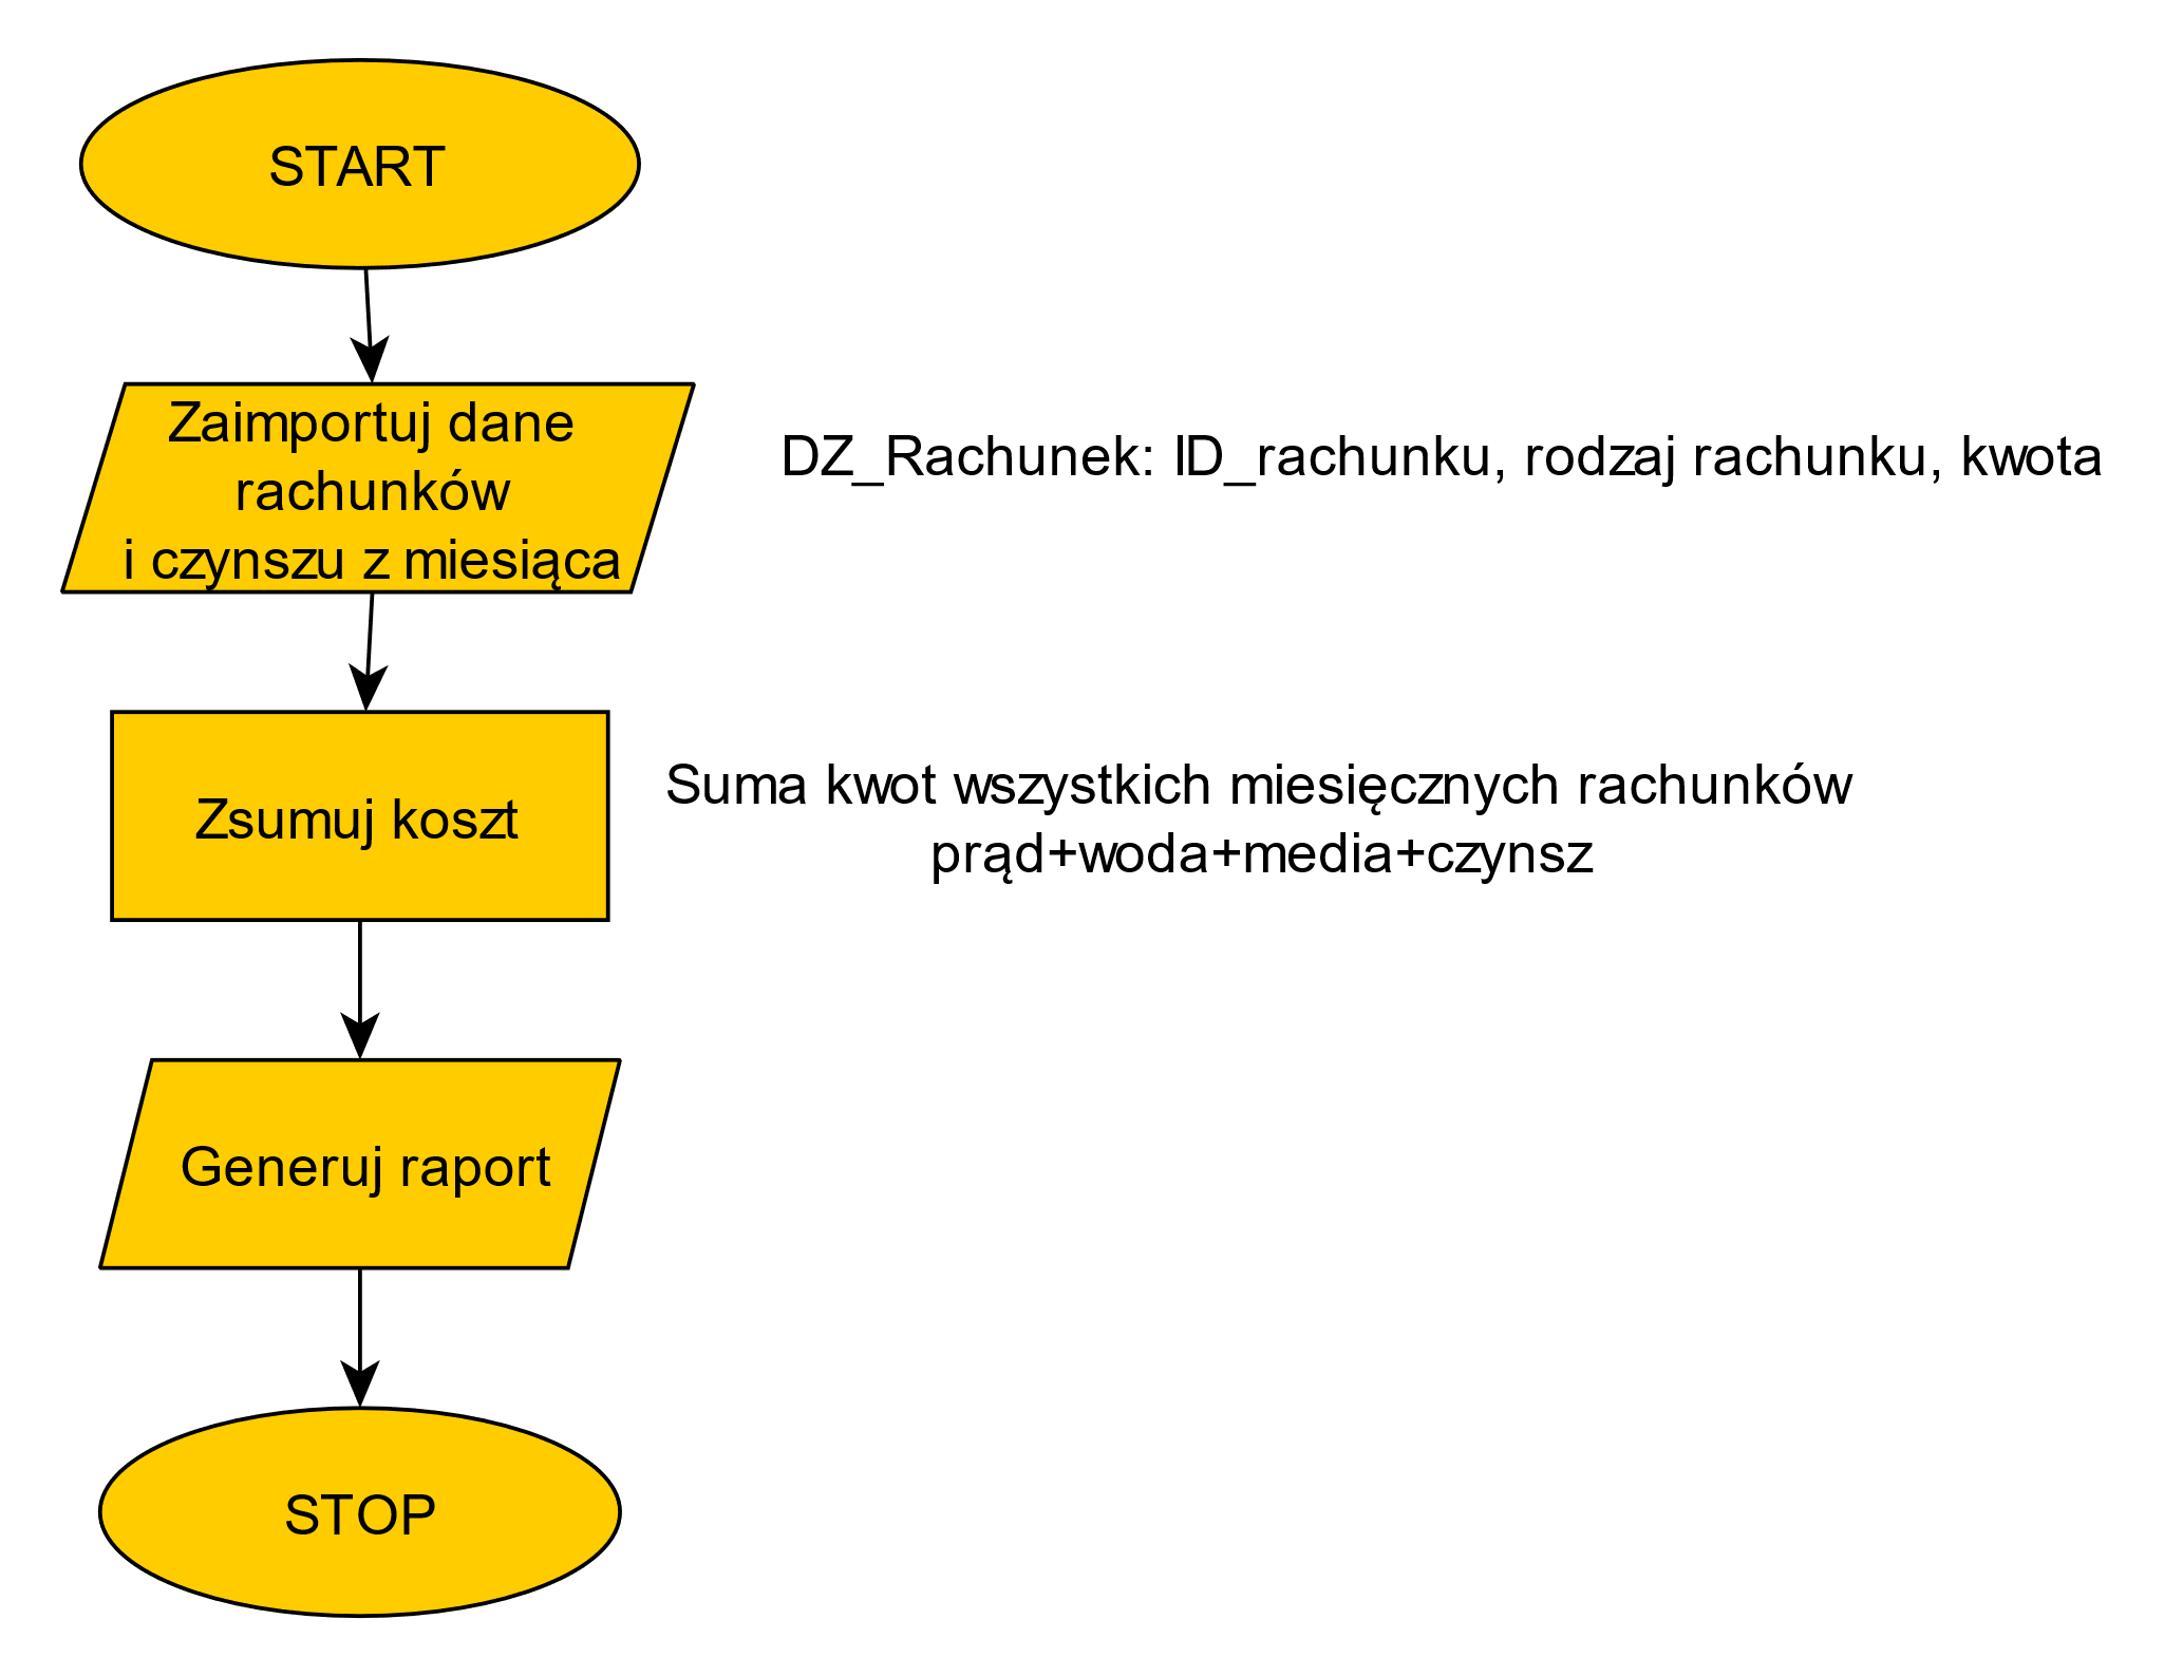 START
Zaimportuj dane
rachunków
i czynszu z miesiąca
DZ_Rachunek: ID_rachunku, rodzaj rachunku, kwota
Zsumuj koszt
Suma kwot wszystkich miesięcznych rachunków
prąd+woda+media+czynsz
Generuj raport
STOP